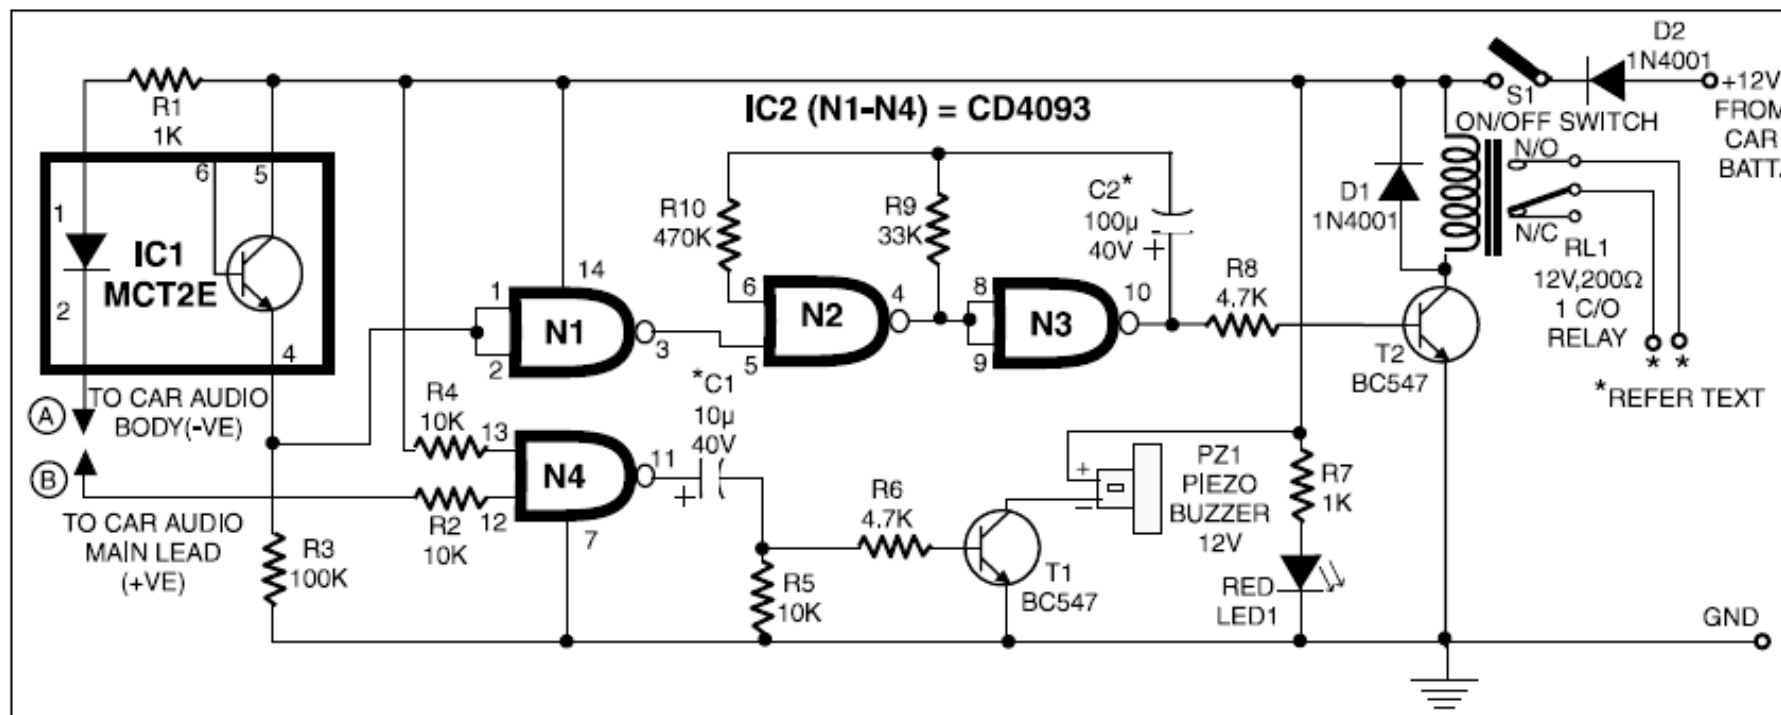 D2
1N4001
+12V
FROM
CAR
BATT.
S1
ON/OFF SWITCH
R1
1K
IC2 (N1-N4) = CD4093
6
5
1
IC1
MCT2E
2
4
R10
470K
R9
33K
C2*
100µ
40V
+
D1
1N4001
N/O
N/C
RL1
12V,200Ω
1 C/O
RELAY
* *
*REFER TEXT
14
1
N1
2
3
6
N2
4
5
8
N3
10
9
R8
4.7K
T2
BC547
A
TO CAR AUDIO
BODY(-VE)
B
TO CAR AUDIO
MAIN LEAD
(+VE)
R4
10K
13
*C1
10µ
40V
+
N4
11
R2
10K
12
7
R3
100K
R5
10K
R6
4.7K
T1
BC547
+
−
PZ1
PIEZO
BUZZER
12V
R7
1K
RED
LED1
GND